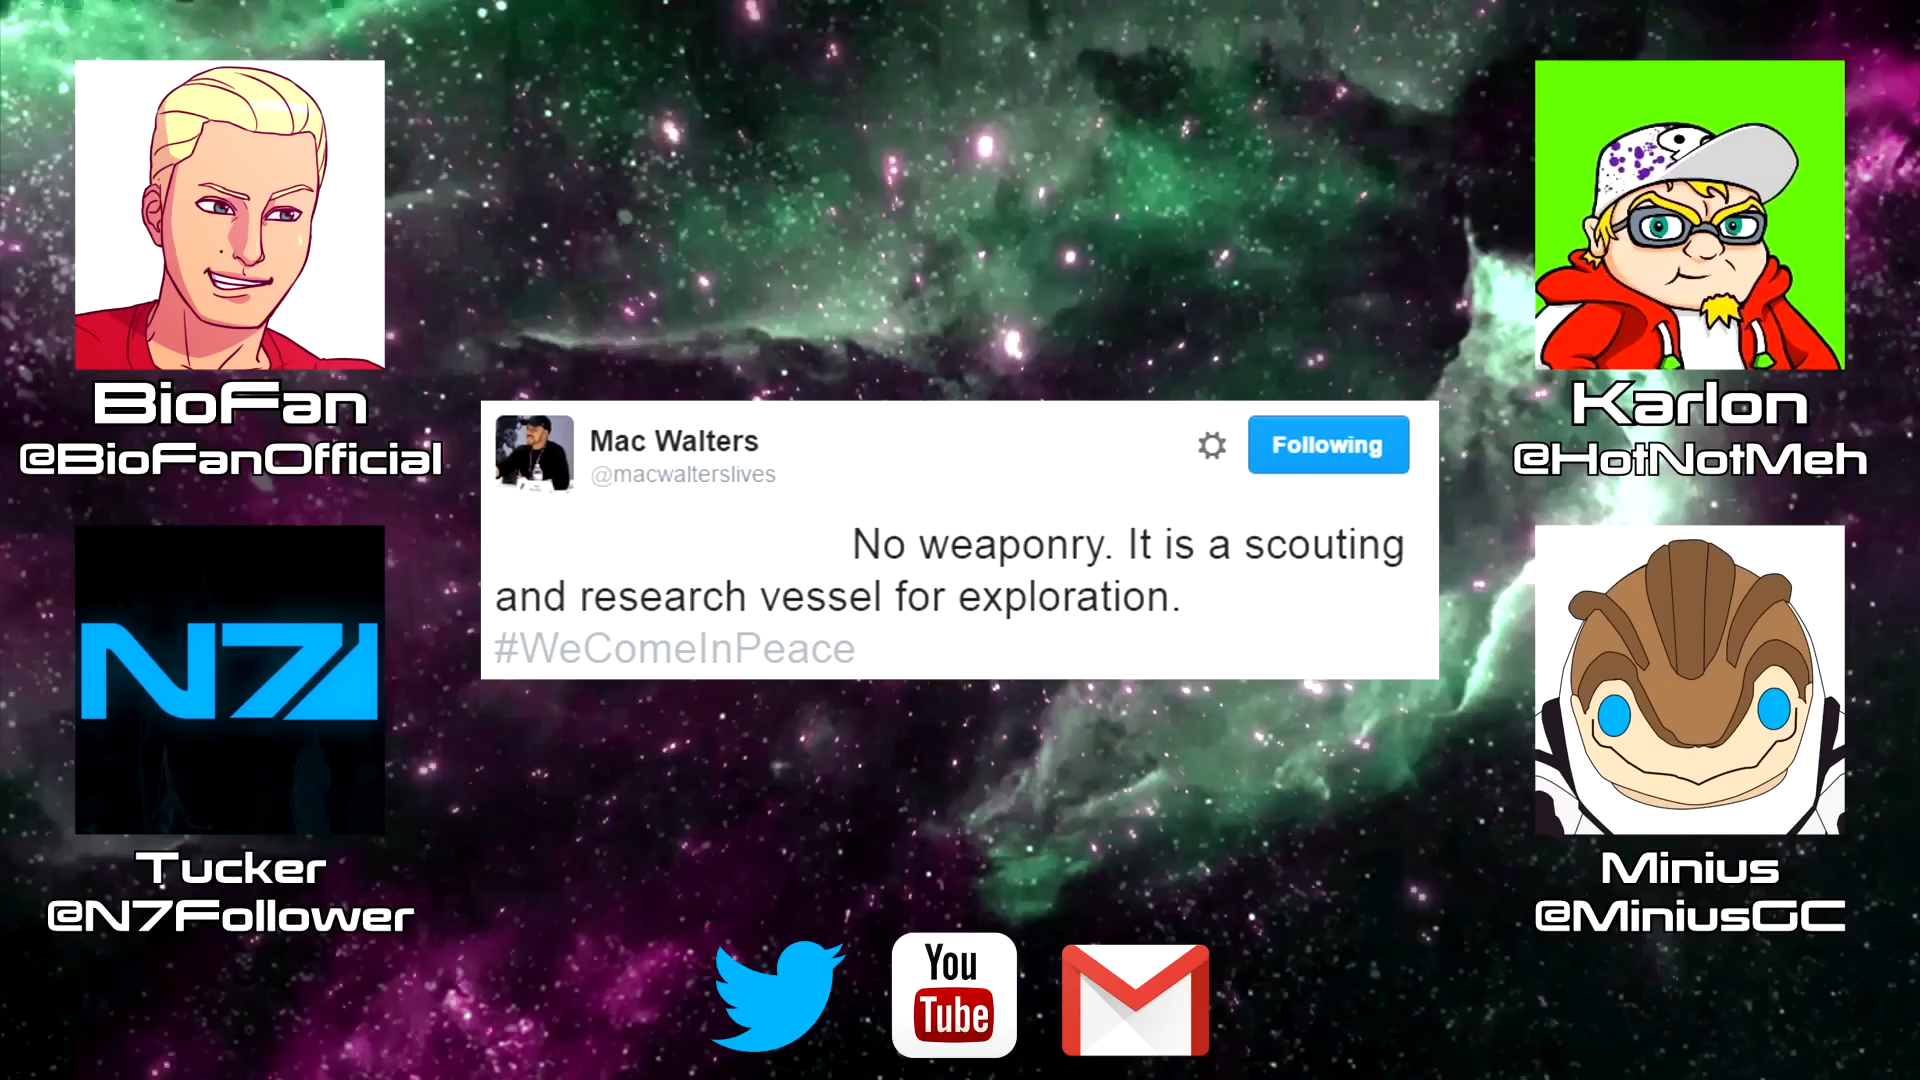 BioFan
@BioFanOfficial
Karlon
@HotNotMeh
Mac Walters
@macwalterslives
Following
No weaponry. It is a scouting
and research vessel for exploration.
#WeComeInPeace
N7
Tucker
@N7Follower
Minius
@MiniusGC
You
Tube